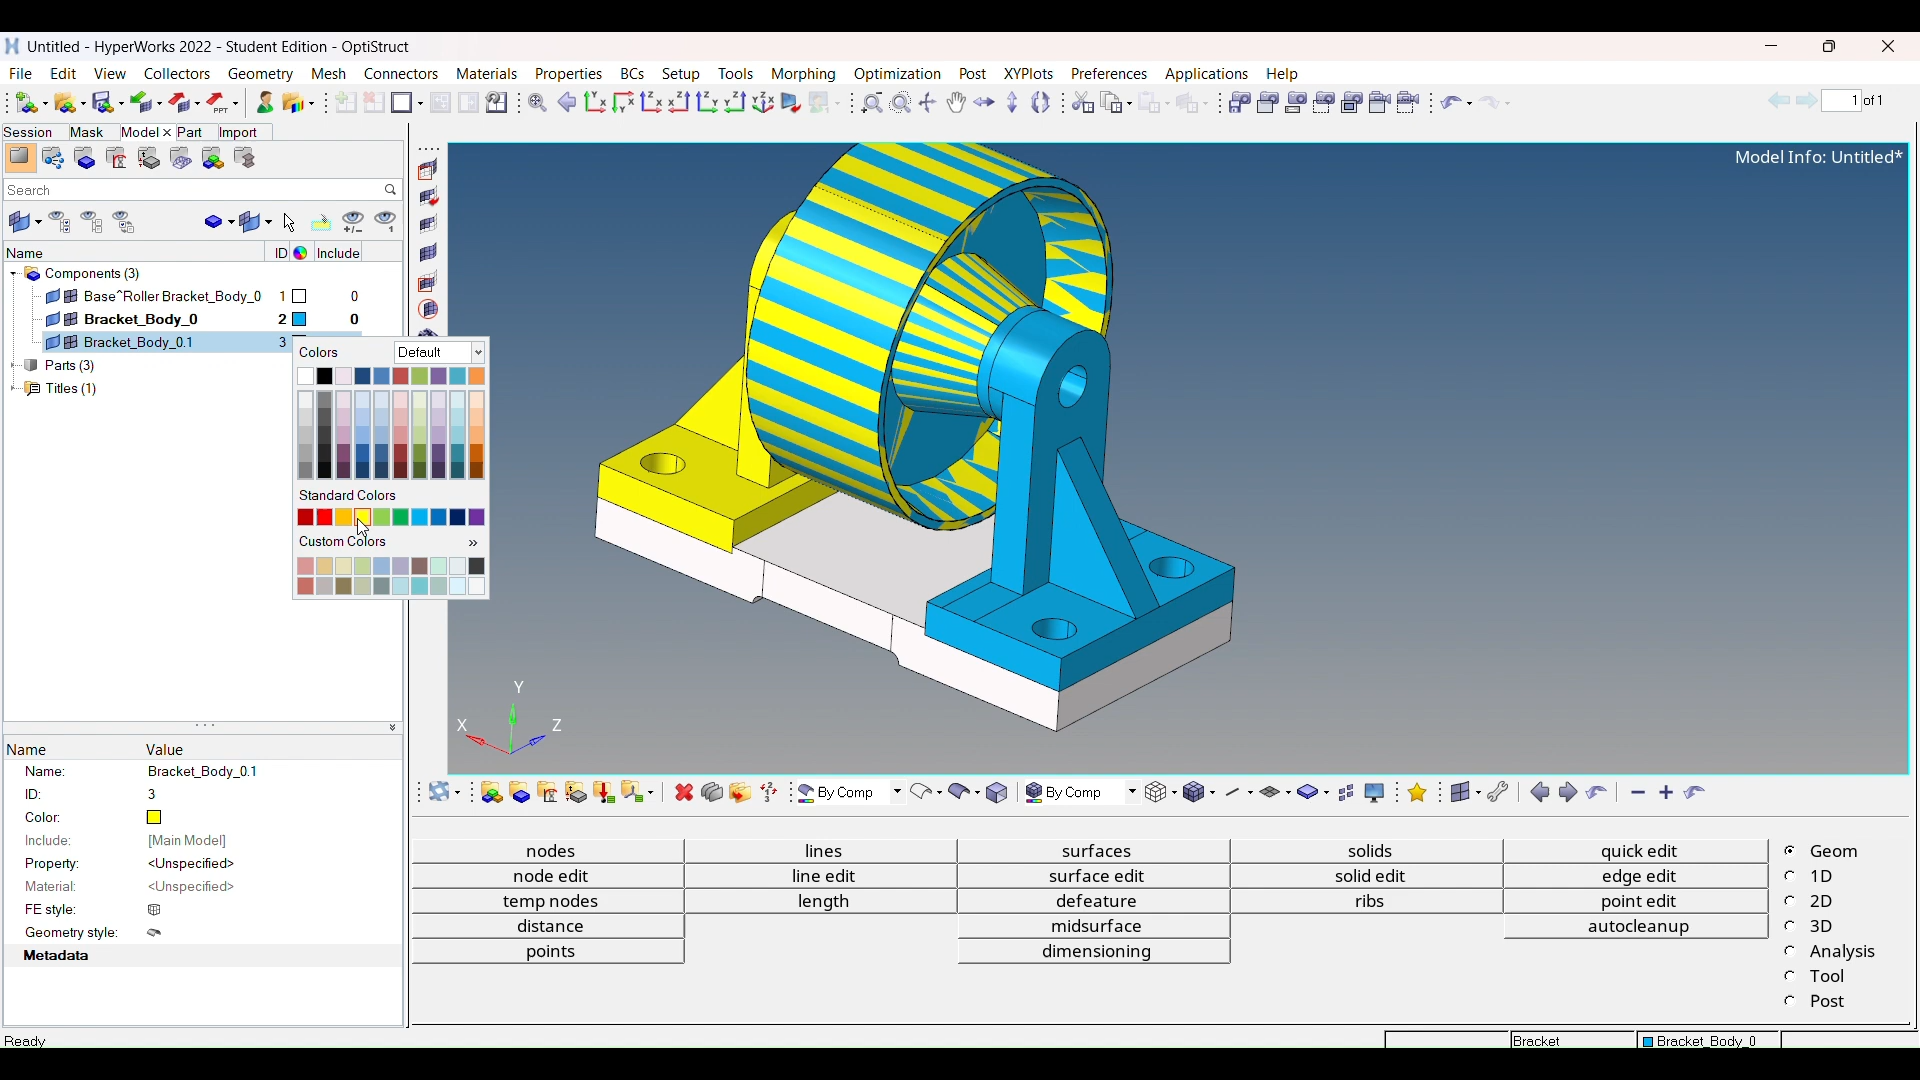 Untitled - HyperWorks 2022 - Student Edition - OptiStruct
File Edit View Collectors Geometry Mesh Connectors Materials Properties BCs Setup Tools Morphing Optimization Post XYPlots Preferences Applications Help
PPT
1 of 1
Session Mask Model Part Import
Model Info: Untitled*
Search
Name ID Include
Components (3)
Base^Roller Bracket_Body_0 1 0
Bracket_Body_0 2 0
Bracket_Body_0.1 3
Parts (3)
Titles (1)
Colors Default
Standard Colors
Custom Colors »
Y
X Z
Name Value
Name: Bracket_Body_0.1
ID: 3
Color:
Include: [Main Model]
Property: <Unspecified>
Material: <Unspecified>
FE style:
Geometry style:
Metadata
By Comp By Comp
nodes lines surfaces solids quick edit Geom
node edit line edit surface edit solid edit edge edit 1D
temp nodes length defeature ribs point edit 2D
distance midsurface autocleanup 3D
points dimensioning Analysis
Tool
Post
Ready Bracket Bracket_Body_0